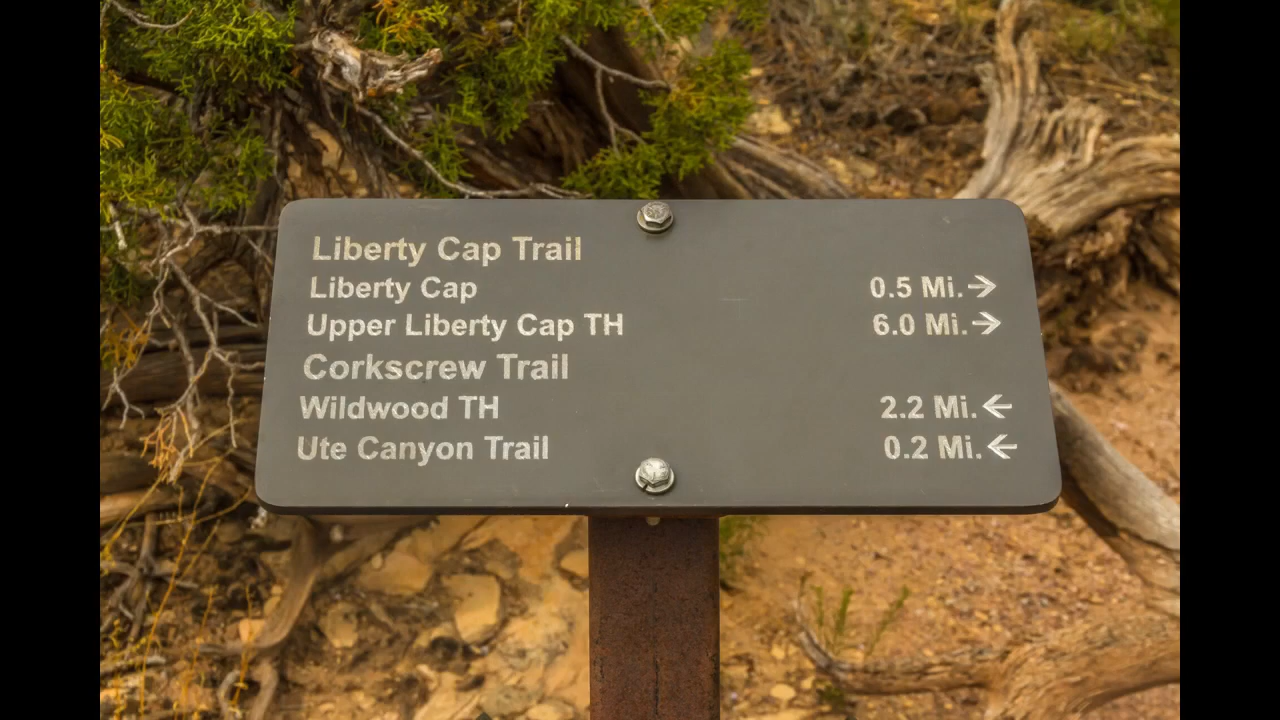 Liberty Cap Trail
Liberty Cap 0.5 Mi.→
Upper Liberty Cap TH 6.0 Mi.→
Corkscrew Trail
Wildwood TH 2.2 Mi.←
Ute Canyon Trail 0.2 Mi.←